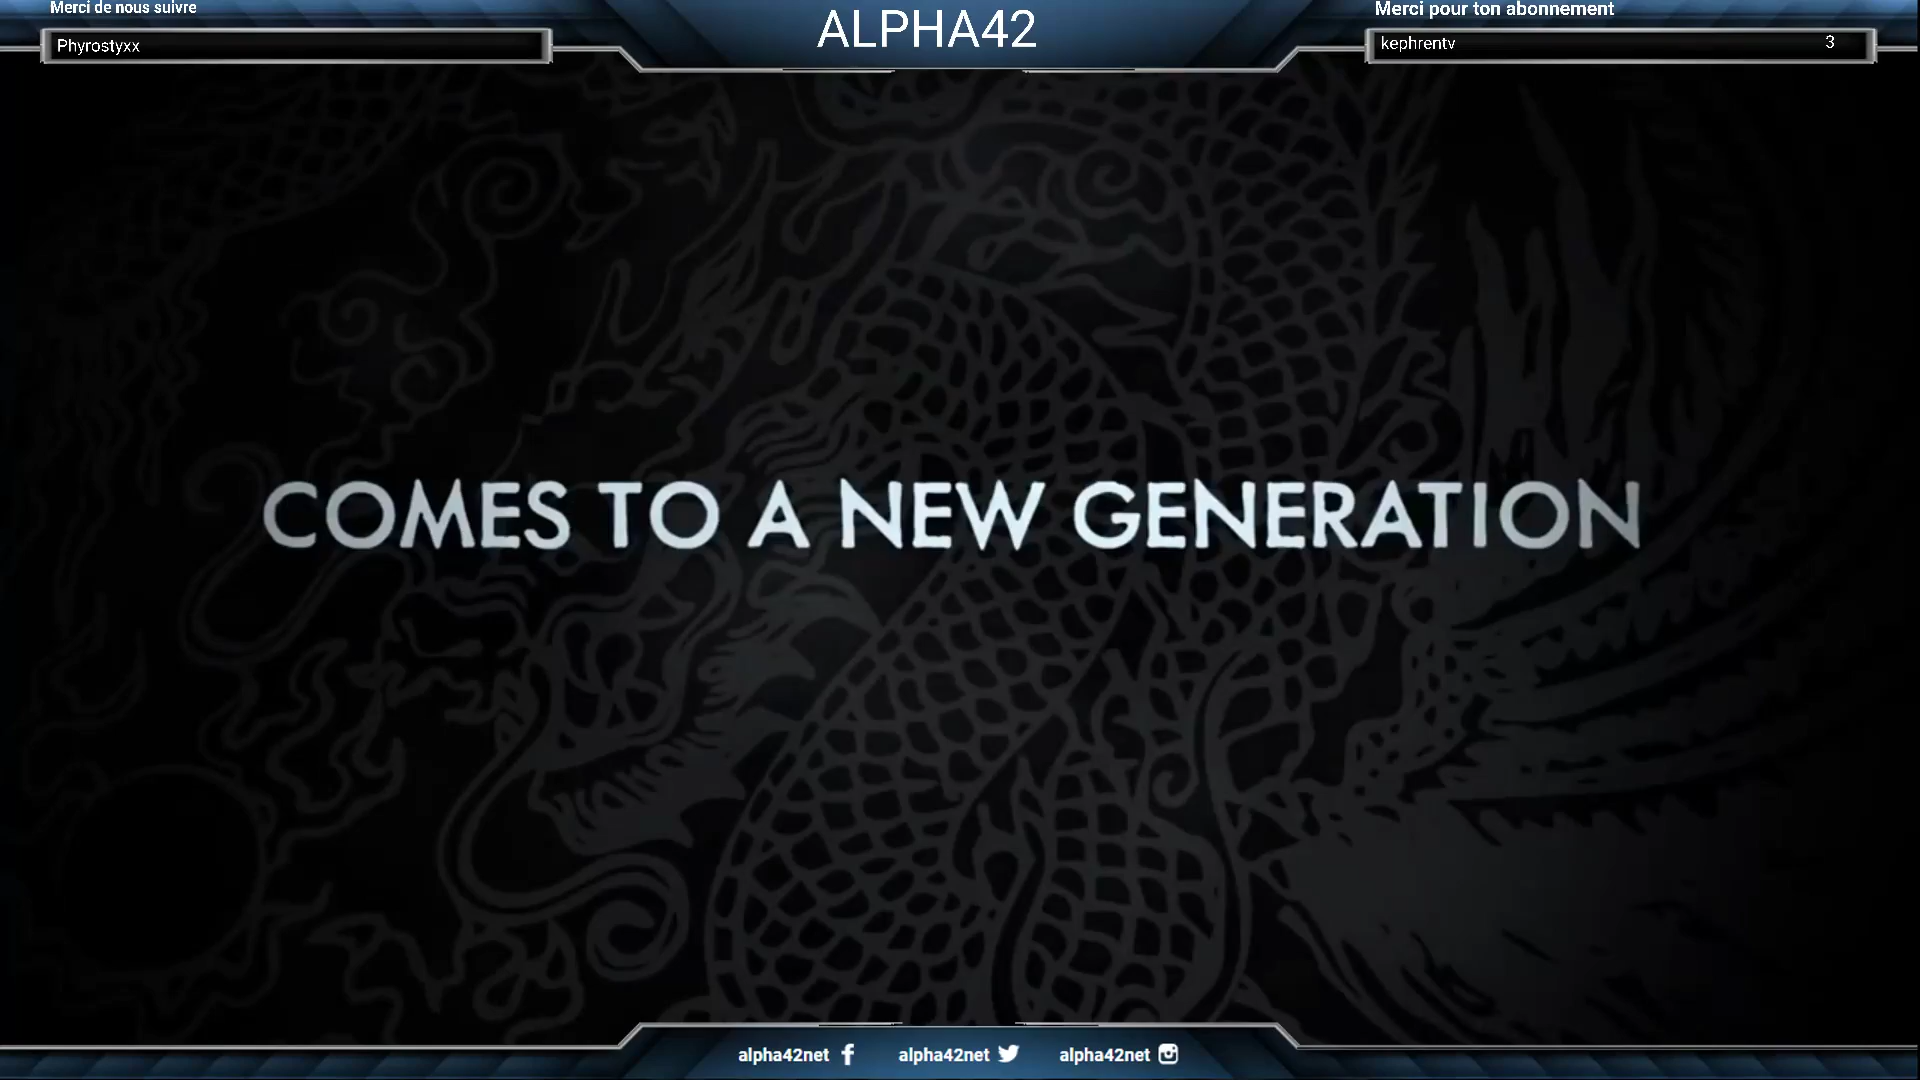 Merci de nous suivre
Phyrostyxx
ALPHA42
Merci pour ton abonnement
kephrentv 3
COMES TO A NEW GENERATION
alpha42net alpha42net alpha42net